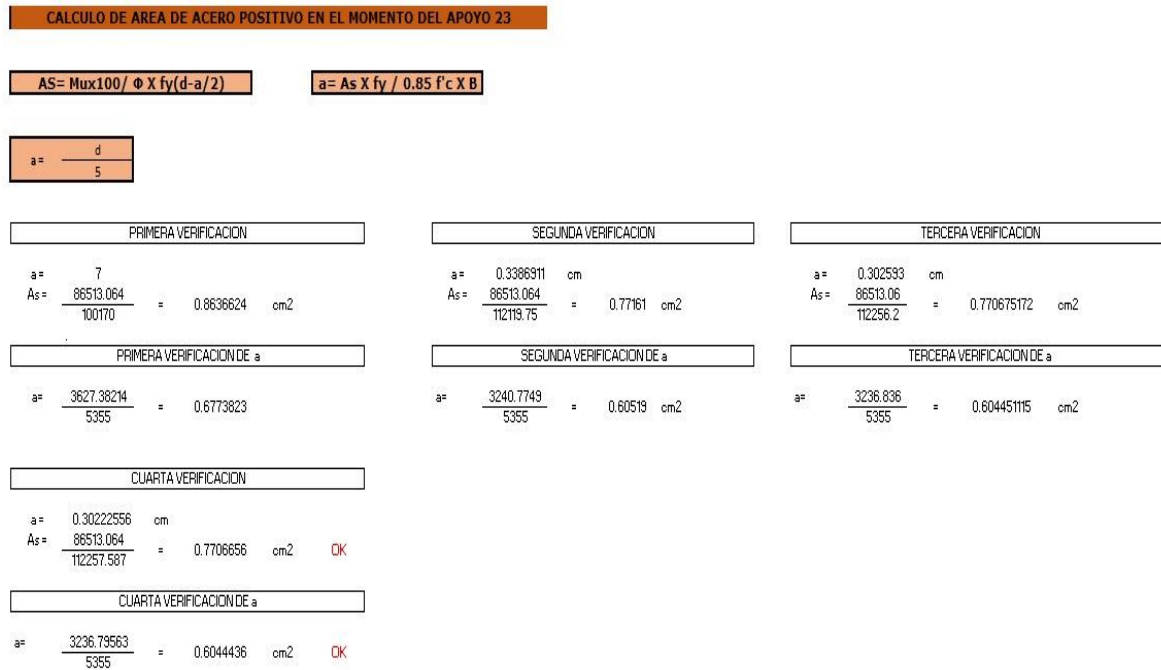 CALCULO DE AREA DE ACERO POSITIVO EN EL MOMENTO DEL APOYO 23
AS= Mux100/ Φ X fy(d-a/2)
a= As X fy / 0.85 f'c X B
a= d
5
PRIMERA VERIFICACION
a= 7
As= 86513.064 = 0.8636624 cm2
100170
PRIMERA VERIFICACION DE a
a= 3627.38214 = 0.6773823
5355
SEGUNDA VERIFICACION
a= 0.3386911 cm
As= 86513.064 = 0.77161 cm2
112119.75
SEGUNDA VERIFICACION DE a
a= 3240.7749 = 0.60519 cm2
5355
TERCERA VERIFICACION
a= 0.302593 cm
As= 86513.06 = 0.770675172 cm2
112256.2
TERCERA VERIFICACION DE a
a= 3236.836 = 0.604451115 cm2
5355
CUARTA VERIFICACION
a= 0.30222556 cm
As= 86513.064 = 0.7706656 cm2 OK
112257.587
CUARTA VERIFICACION DE a
a= 3236.79563 = 0.6044436 cm2 OK
5355